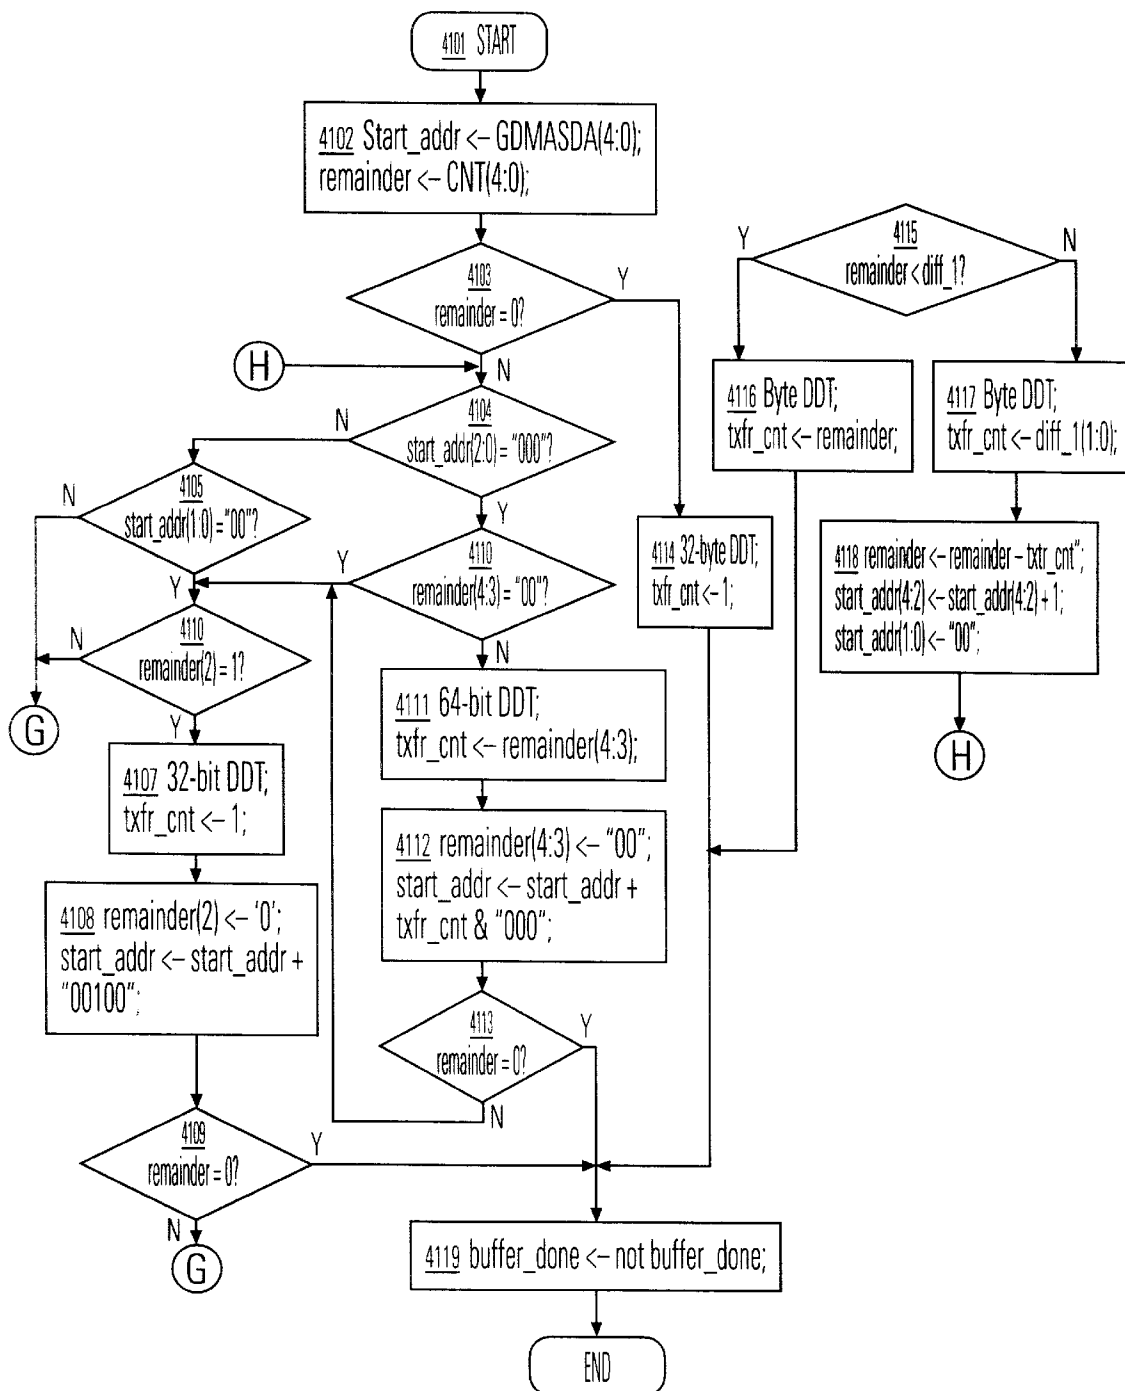 4101 START
4102 Start_addr <– GDMASDA(4:0);
remainder <– CNT(4:0);
4103
remainder = 0?
Y
N
H
4104
start_addr(2:0) = “000”?
N
Y
4105
start_addr(1:0) = “00”?
N
Y
4110
remainder(4:3) = “00”?
Y
N
4110
remainder(2) = 1?
N
Y
G
4107 32-bit DDT;
txfr_cnt <– 1;
4108 remainder(2) <– ‘0’;
start_addr <– start_addr +
“00100”;
4109
remainder = 0?
Y
N
G
4111 64-bit DDT;
txfr_cnt <– remainder(4:3);
4112 remainder(4:3) <– “00”;
start_addr <– start_addr +
txfr_cnt & “000”;
4113
remainder = 0?
Y
N
4114 32-byte DDT;
txfr_cnt <– 1;
4115
remainder < diff_1?
Y
N
4116 Byte DDT;
txfr_cnt <– remainder;
4117 Byte DDT;
txfr_cnt <– diff_1(1:0);
4118 remainder <– remainder – txtr_cnt”;
start_addr(4:2) <– start_addr(4:2) + 1;
start_addr(1:0) <– “00”;
H
4119 buffer_done <– not buffer_done;
END